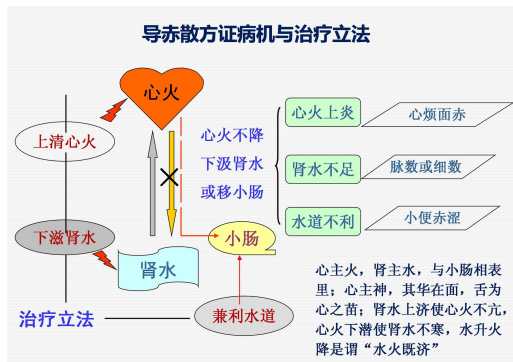 导赤散方证病机与治疗立法
心火
上清心火
心火不降
下汲肾水
或移小肠
心火上炎
心烦面赤
肾水不足
脉数或细数
水道不利
小便赤涩
下滋肾水
小肠
肾水
治疗立法
兼利水道
心主火，肾主水，与小肠相表
里；心主神，其华在面，舌为
心之苗；肾水上济使心火不亢，
心火下潜使肾水不寒，水升火
降是谓“水火既济”